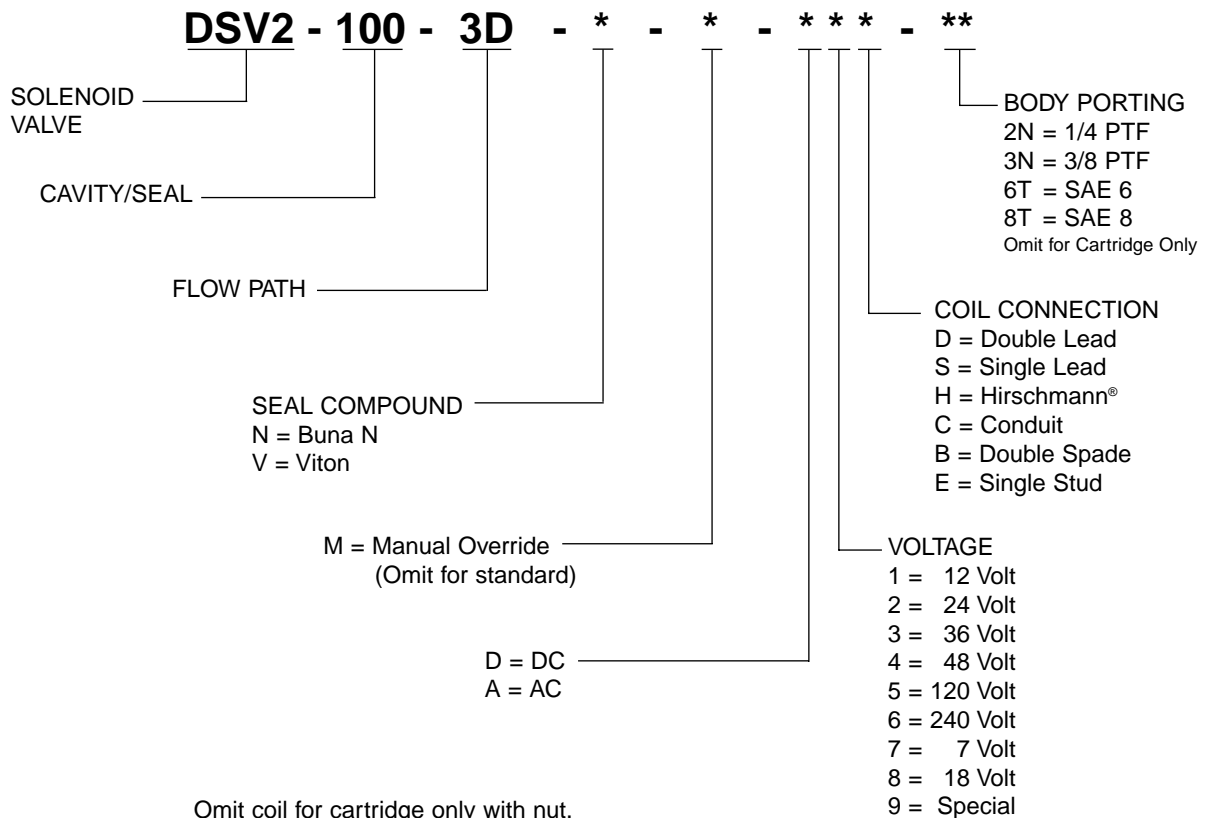 DSV2 - 100 - 3D - * - * - * * * - **
SOLENOID
VALVE
CAVITY/SEAL
FLOW PATH
SEAL COMPOUND
N = Buna N
V = Viton
M = Manual Override
(Omit for standard)
D = DC
A = AC
BODY PORTING
2N = 1/4 PTF
3N = 3/8 PTF
6T = SAE 6
8T = SAE 8
Omit for Cartridge Only
COIL CONNECTION
D = Double Lead
S = Single Lead
H = Hirschmann®
C = Conduit
B = Double Spade
E = Single Stud
VOLTAGE
1 = 12 Volt
2 = 24 Volt
3 = 36 Volt
4 = 48 Volt
5 = 120 Volt
6 = 240 Volt
7 = 7 Volt
8 = 18 Volt
9 = Special
Omit coil for cartridge only with nut.